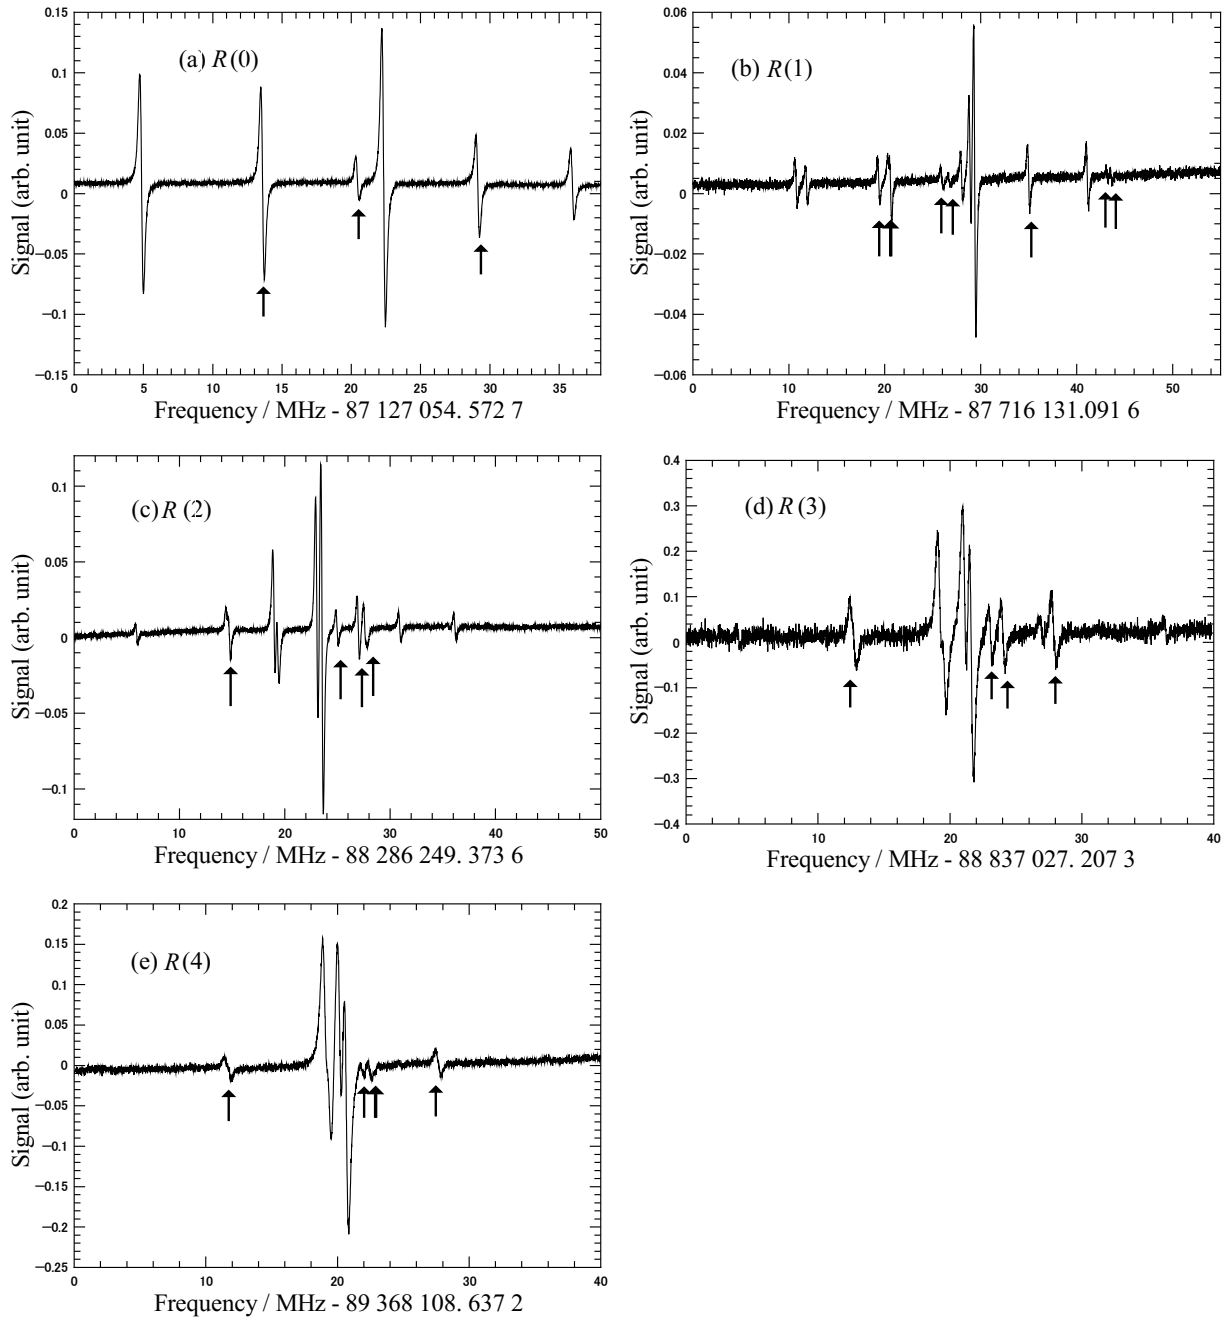 (a) R(0)
0.15
0.1
0.05
0
−0.05
−0.1
−0.15
Signal (arb. unit)
0 5 10 15 20 25 30 35
Frequency / MHz - 87 127 054. 572 7
(b) R(1)
0.06
0.04
0.02
0
−0.02
−0.04
−0.06
Signal (arb. unit)
0 10 20 30 40 50
Frequency / MHz - 87 716 131.091 6
(c) R (2)
0.1
0.05
0
−0.05
−0.1
Signal (arb. unit)
0 10 20 30 40 50
Frequency / MHz - 88 286 249. 373 6
(d) R (3)
0.4
0.3
0.2
0.1
0
−0.1
−0.2
−0.3
−0.4
Signal (arb. unit)
0 10 20 30 40
Frequency / MHz - 88 837 027. 207 3
(e) R(4)
0.2
0.15
0.1
0.05
0
−0.05
−0.1
−0.15
−0.2
−0.25
Signal (arb. unit)
0 10 20 30 40
Frequency / MHz - 89 368 108. 637 2